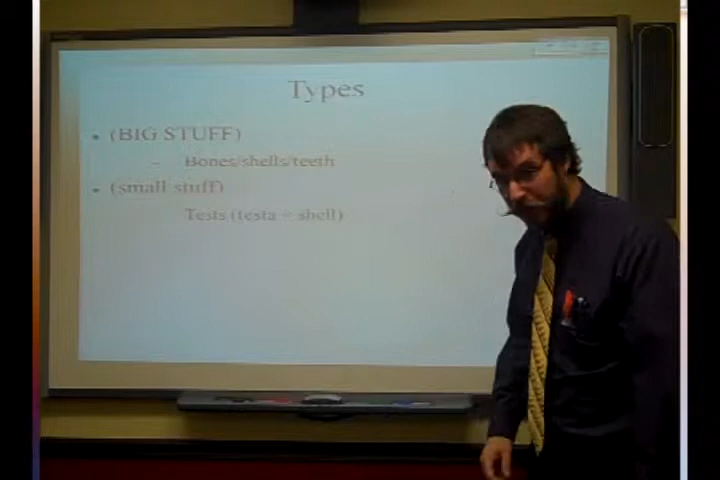 Types
• (BIG STUFF)
– Bones/shells/teeth
• (small stuff)
Tests (testa = shell)